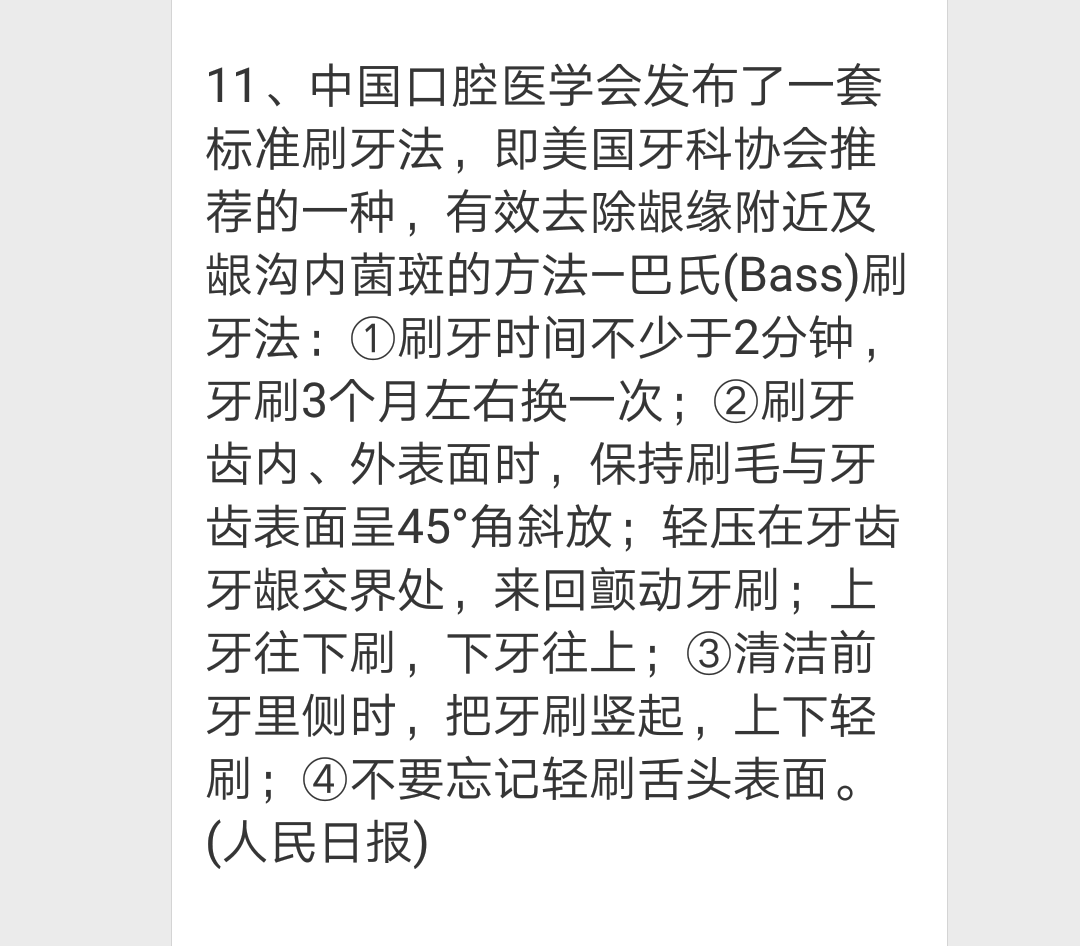 11、中国口腔医学会发布了一套
标准刷牙法，即美国牙科协会推
荐的一种，有效去除龈缘附近及
龈沟内菌斑的方法—巴氏(Bass)刷
牙法：①刷牙时间不少于2分钟，
牙刷3个月左右换一次；②刷牙
齿内、外表面时，保持刷毛与牙
齿表面呈45°角斜放；轻压在牙齿
牙龈交界处，来回颤动牙刷；上
牙往下刷，下牙往上；③清洁前
牙里侧时，把牙刷竖起，上下轻
刷；④不要忘记轻刷舌头表面。
(人民日报)